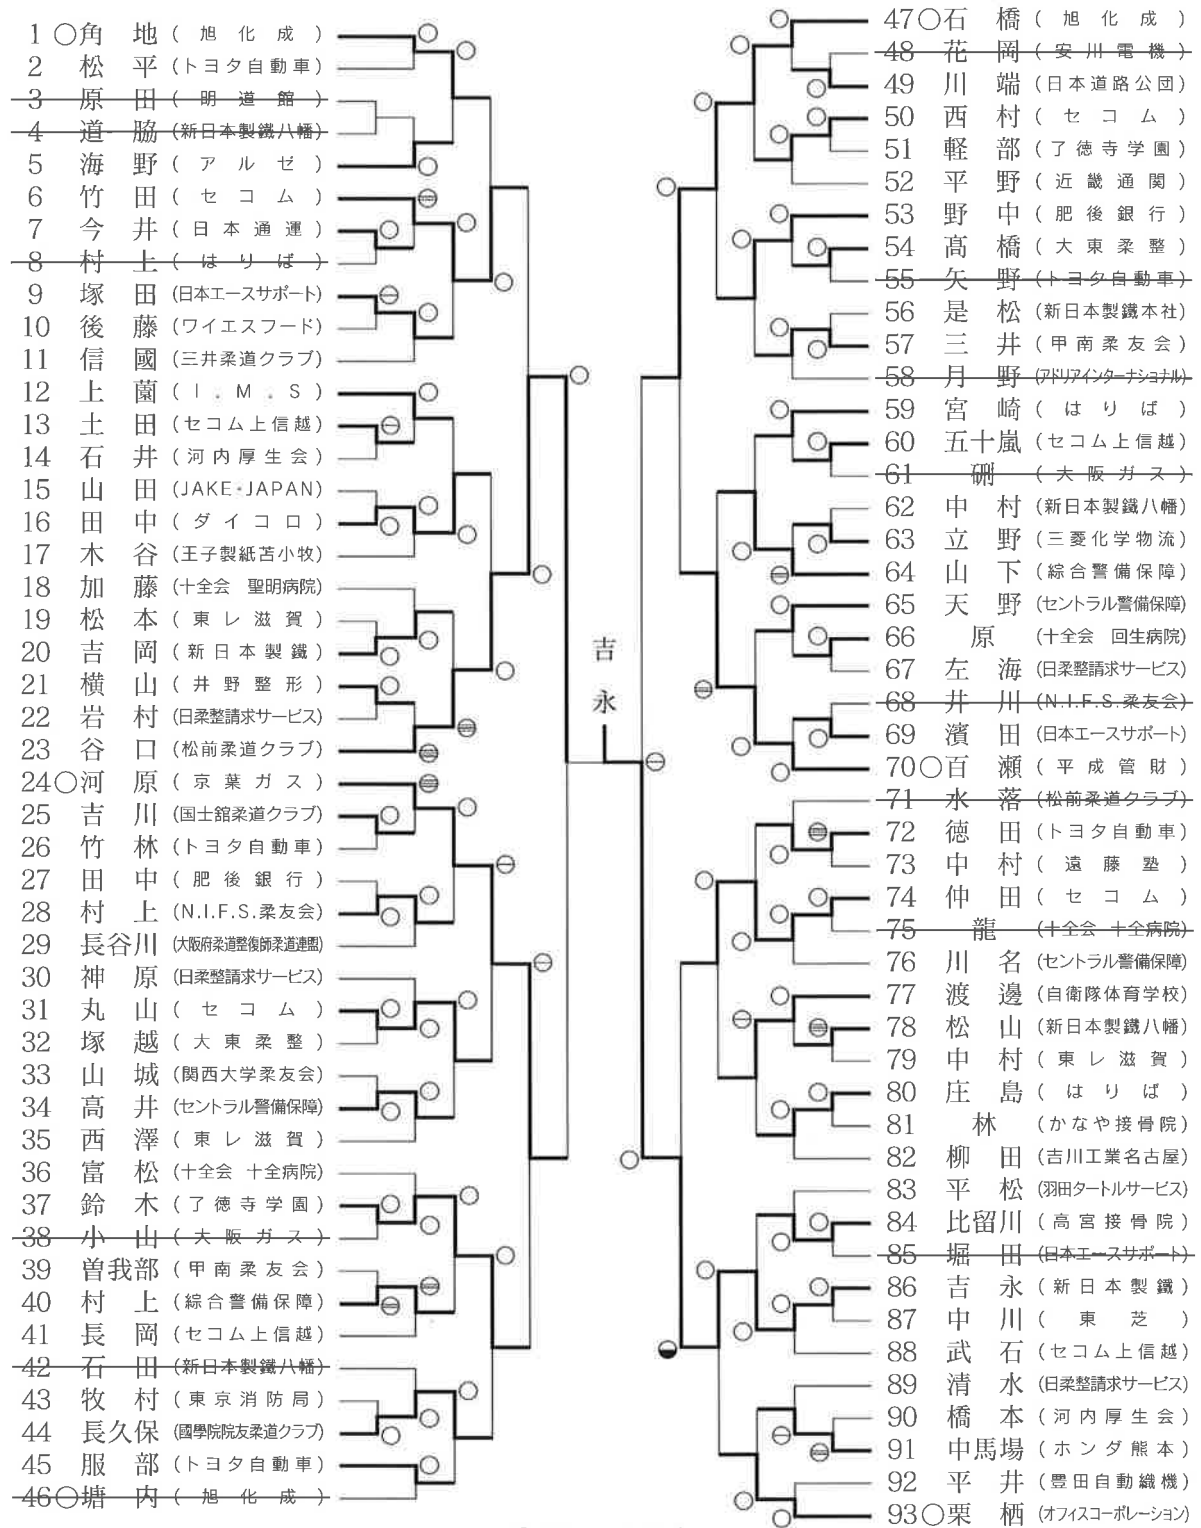 1 ○角地 (旭化成)
2 松平 (トヨタ自動車)
3 原田 (明道館)
4 道脇 (新日本製鐵八幡)
5 海野 (アルゼ)
6 竹田 (セコム)
7 今井 (日本通運)
8 村上 (はりぱ)
9 塚田 (日本エースサポート)
10 後藤 (ワイエスフード)
11 信國 (三井柔道クラブ)
12 上薗 (I.M.S)
13 土田 (セコム上信越)
14 石井 (河内厚生会)
15 山田 (JAKE・JAPAN)
16 田中 (ダイコロ)
17 木谷 (王子製紙苫小牧)
18 加藤 (十全会 聖明病院)
19 松本 (東レ滋賀)
20 吉岡 (新日本製鐵)
21 横山 (井野整形)
22 岩村 (日柔整請求サービス)
23 谷口 (松前柔道クラブ)
24○河原 (京葉ガス)
25 吉川 (国士舘柔道クラブ)
26 竹林 (トヨタ自動車)
27 田中 (肥後銀行)
28 村上 (N.I.F.S.柔友会)
29 長谷川 (大阪府柔道整復師柔道連盟)
30 神原 (日柔整請求サービス)
31 丸山 (セコム)
32 塚越 (大東柔整)
33 山城 (関西大学柔友会)
34 高井 (セントラル警備保障)
35 西澤 (東レ滋賀)
36 富松 (十全会 十全病院)
37 鈴木 (了徳寺学園)
38 小山 (大阪ガス)
39 曽我部 (甲南柔友会)
40 村上 (綜合警備保障)
41 長岡 (セコム上信越)
42 石田 (新日本製鐵八幡)
43 牧村 (東京消防局)
44 長久保 (國學院院友柔道クラブ)
45 服部 (トヨタ自動車)
46○塘内 (旭化成)
吉永
47○石橋 (旭化成)
48 花岡 (安川電機)
49 川端 (日本道路公団)
50 西村 (セコム)
51 軽部 (了徳寺学園)
52 平野 (近畿通関)
53 野中 (肥後銀行)
54 髙橋 (大東柔整)
55 矢野 (トヨタ自動車)
56 是松 (新日本製鐵本社)
57 三井 (甲南柔友会)
58 月野 (アドリアインターナショナル)
59 宮崎 (はりぱ)
60 五十嵐 (セコム上信越)
61 硎 (大阪ガス)
62 中村 (新日本製鐵八幡)
63 立野 (三菱化学物流)
64 山下 (綜合警備保障)
65 天野 (セントラル警備保障)
66 原 (十全会 回生病院)
67 左海 (日柔整請求サービス)
68 井川 (N.I.F.S.柔友会)
69 濱田 (日本エースサポート)
70○百瀬 (平成管財)
71 水落 (松前柔道クラブ)
72 徳田 (トヨタ自動車)
73 中村 (遠藤塾)
74 仲田 (セコム)
75 龍 (十全会 十全病院)
76 川名 (セントラル警備保障)
77 渡邊 (自衛隊体育学校)
78 松山 (新日本製鐵八幡)
79 中村 (東レ滋賀)
80 庄島 (はりぱ)
81 林 (かなや接骨院)
82 柳田 (吉川工業名古屋)
83 平松 (羽田タートルサービス)
84 比留川 (高宮接骨院)
85 堀田 (日本エースサポート)
86 吉永 (新日本製鐵)
87 中川 (東芝)
88 武石 (セコム上信越)
89 清水 (日柔整請求サービス)
90 橋本 (河内厚生会)
91 中馬場 (ホンダ熊本)
92 平井 (豊田自動織機)
93○栗栖 (オフィスコーポレーション)